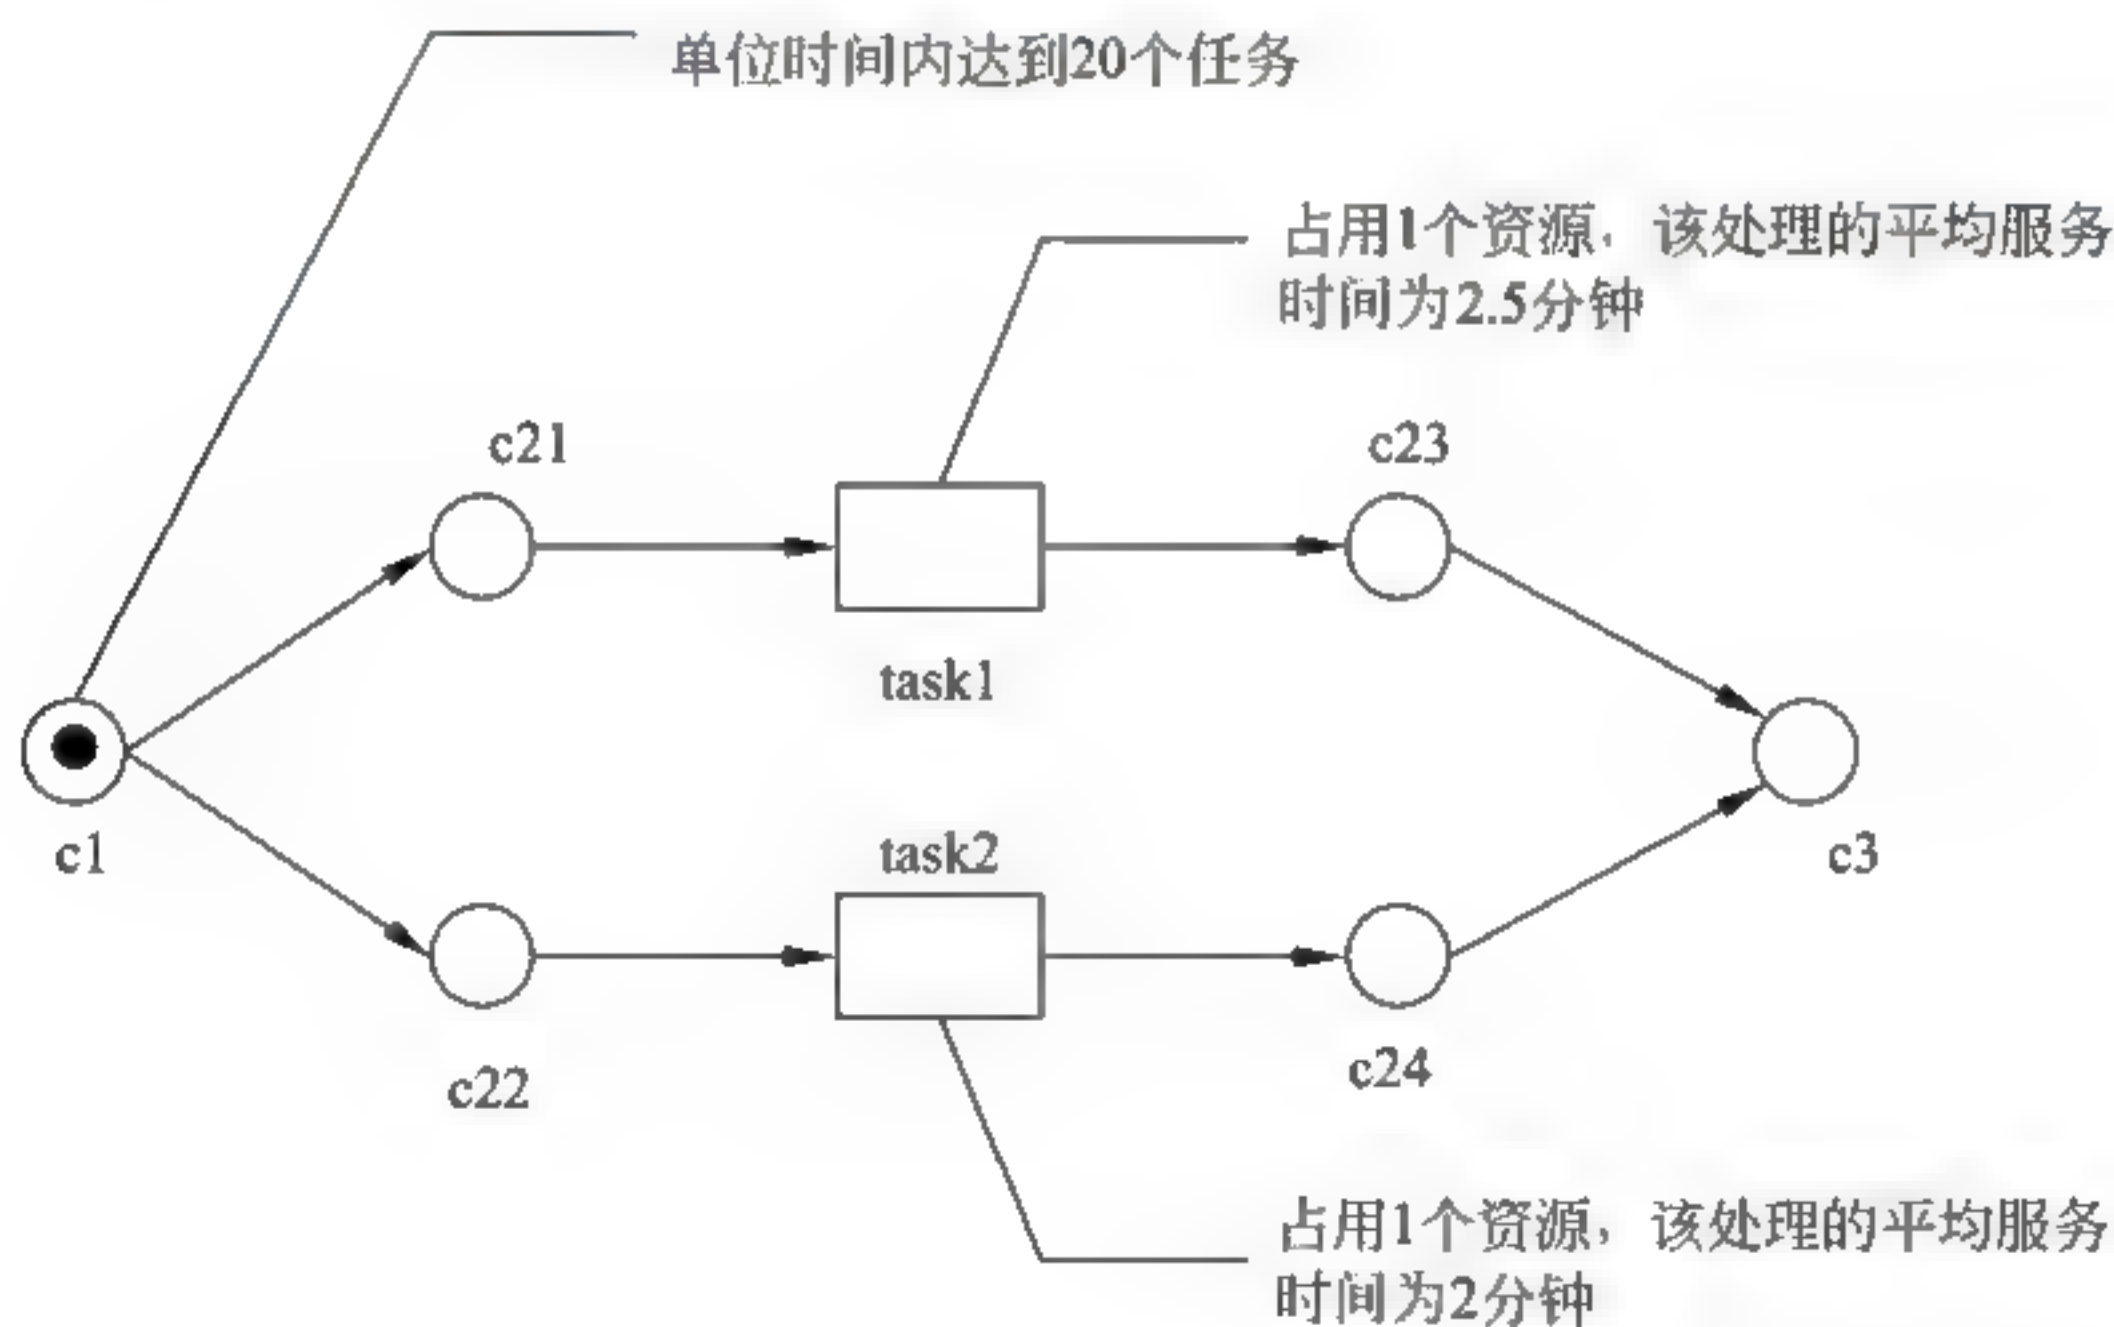 单位时间内达到20个任务
占用1个资源，该处理的平均服务
时间为2.5分钟
c21
c23
task1
c1
task2
c3
c22
c24
占用1个资源，该处理的平均服务
时间为2分钟